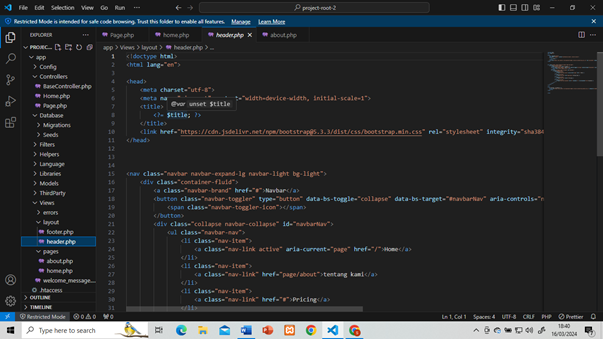 File Edit Selection View Go Run ...
project-root-2
Restricted Mode is intended for safe code browsing. Trust this folder to enable all features. Manage Learn More
EXPLORER
Page.php
home.php
header.php
about.php
app > Views > layout > header.php > ...
app
Config
Controllers
BaseController.php
Home.php
Page.php
Database
Migrations
Seeds
Filters
Helpers
Language
Libraries
Models
ThirdParty
Views
errors
layout
footer.php
header.php
pages
about.php
home.php
welcome_message....
.htaccess
OUTLINE
TIMELINE
1 <!doctype html>
2 <html lang="en">
3
4 <head>
5 <meta charset="utf-8">
6 <meta na
="width=device-width, initial-scale=1">
@var unset $title
7 <title>
8 <?= $title; ?>
9 </title>
10 <link href="https://cdn.jsdelivr.net/npm/bootstrap@5.3.3/dist/css/bootstrap.min.css" rel="stylesheet" integrity="sha384
11 </head>
12
13
14
15 <nav class="navbar navbar-expand-lg navbar-light bg-light">
16 <div class="container-fluid">
17 <a class="navbar-brand" href="#">Navbar</a>
18 <button class="navbar-toggler" type="button" data-bs-toggle="collapse" data-bs-target="#navbarNav" aria-controls="n
19 <span class="navbar-toggler-icon"></span>
20 </button>
21 <div class="collapse navbar-collapse" id="navbarNav">
22 <ul class="navbar-nav">
23 <li class="nav-item">
24 <a class="nav-link active" aria-current="page" href="/">Home</a>
25 </li>
26 <li class="nav-item">
27 <a class="nav-link" href="page/about">tentang kami</a>
28 </li>
29 <li class="nav-item">
30 <a class="nav-link" href="#">Pricing</a>
31 </li>
Restricted Mode 0 0 0
Ln 1, Col 1 Spaces: 4 UTF-8 CRLF PHP Prettier
Type here to search
18:40
16/03/2024